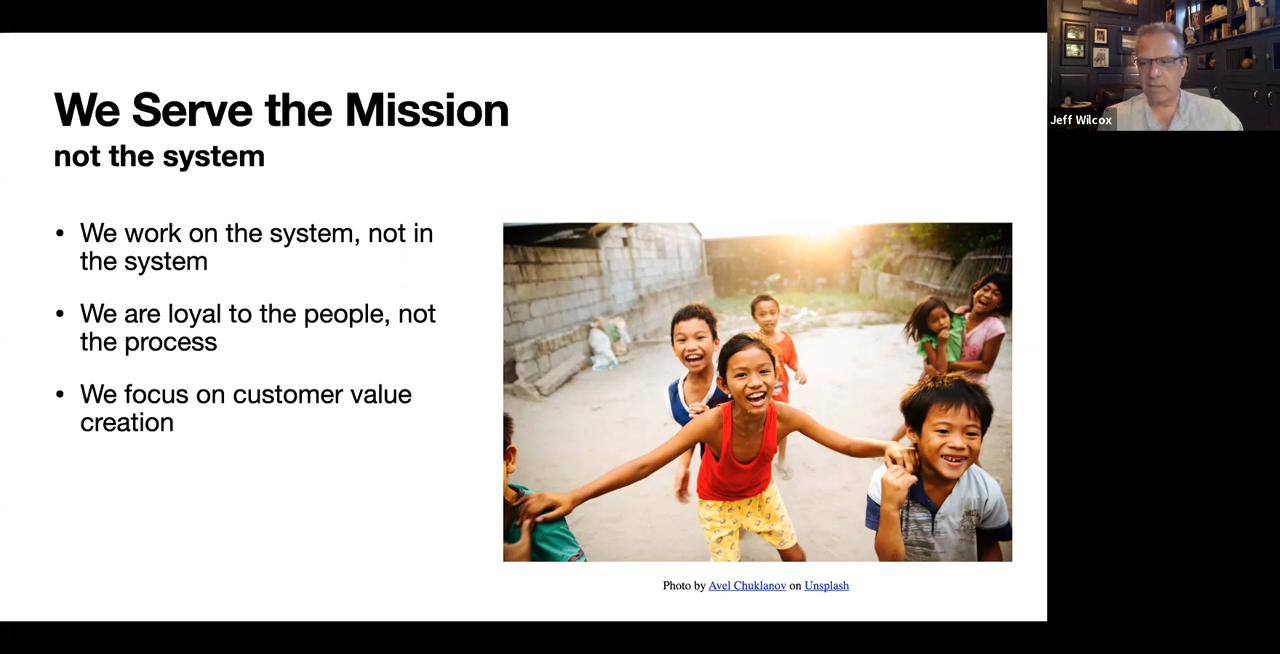 We Serve the Mission
not the system
• We work on the system, not in
the system
• We are loyal to the people, not
the process
• We focus on customer value
creation
Photo by Avel Chuklanov on Unsplash
Jeff Wilcox